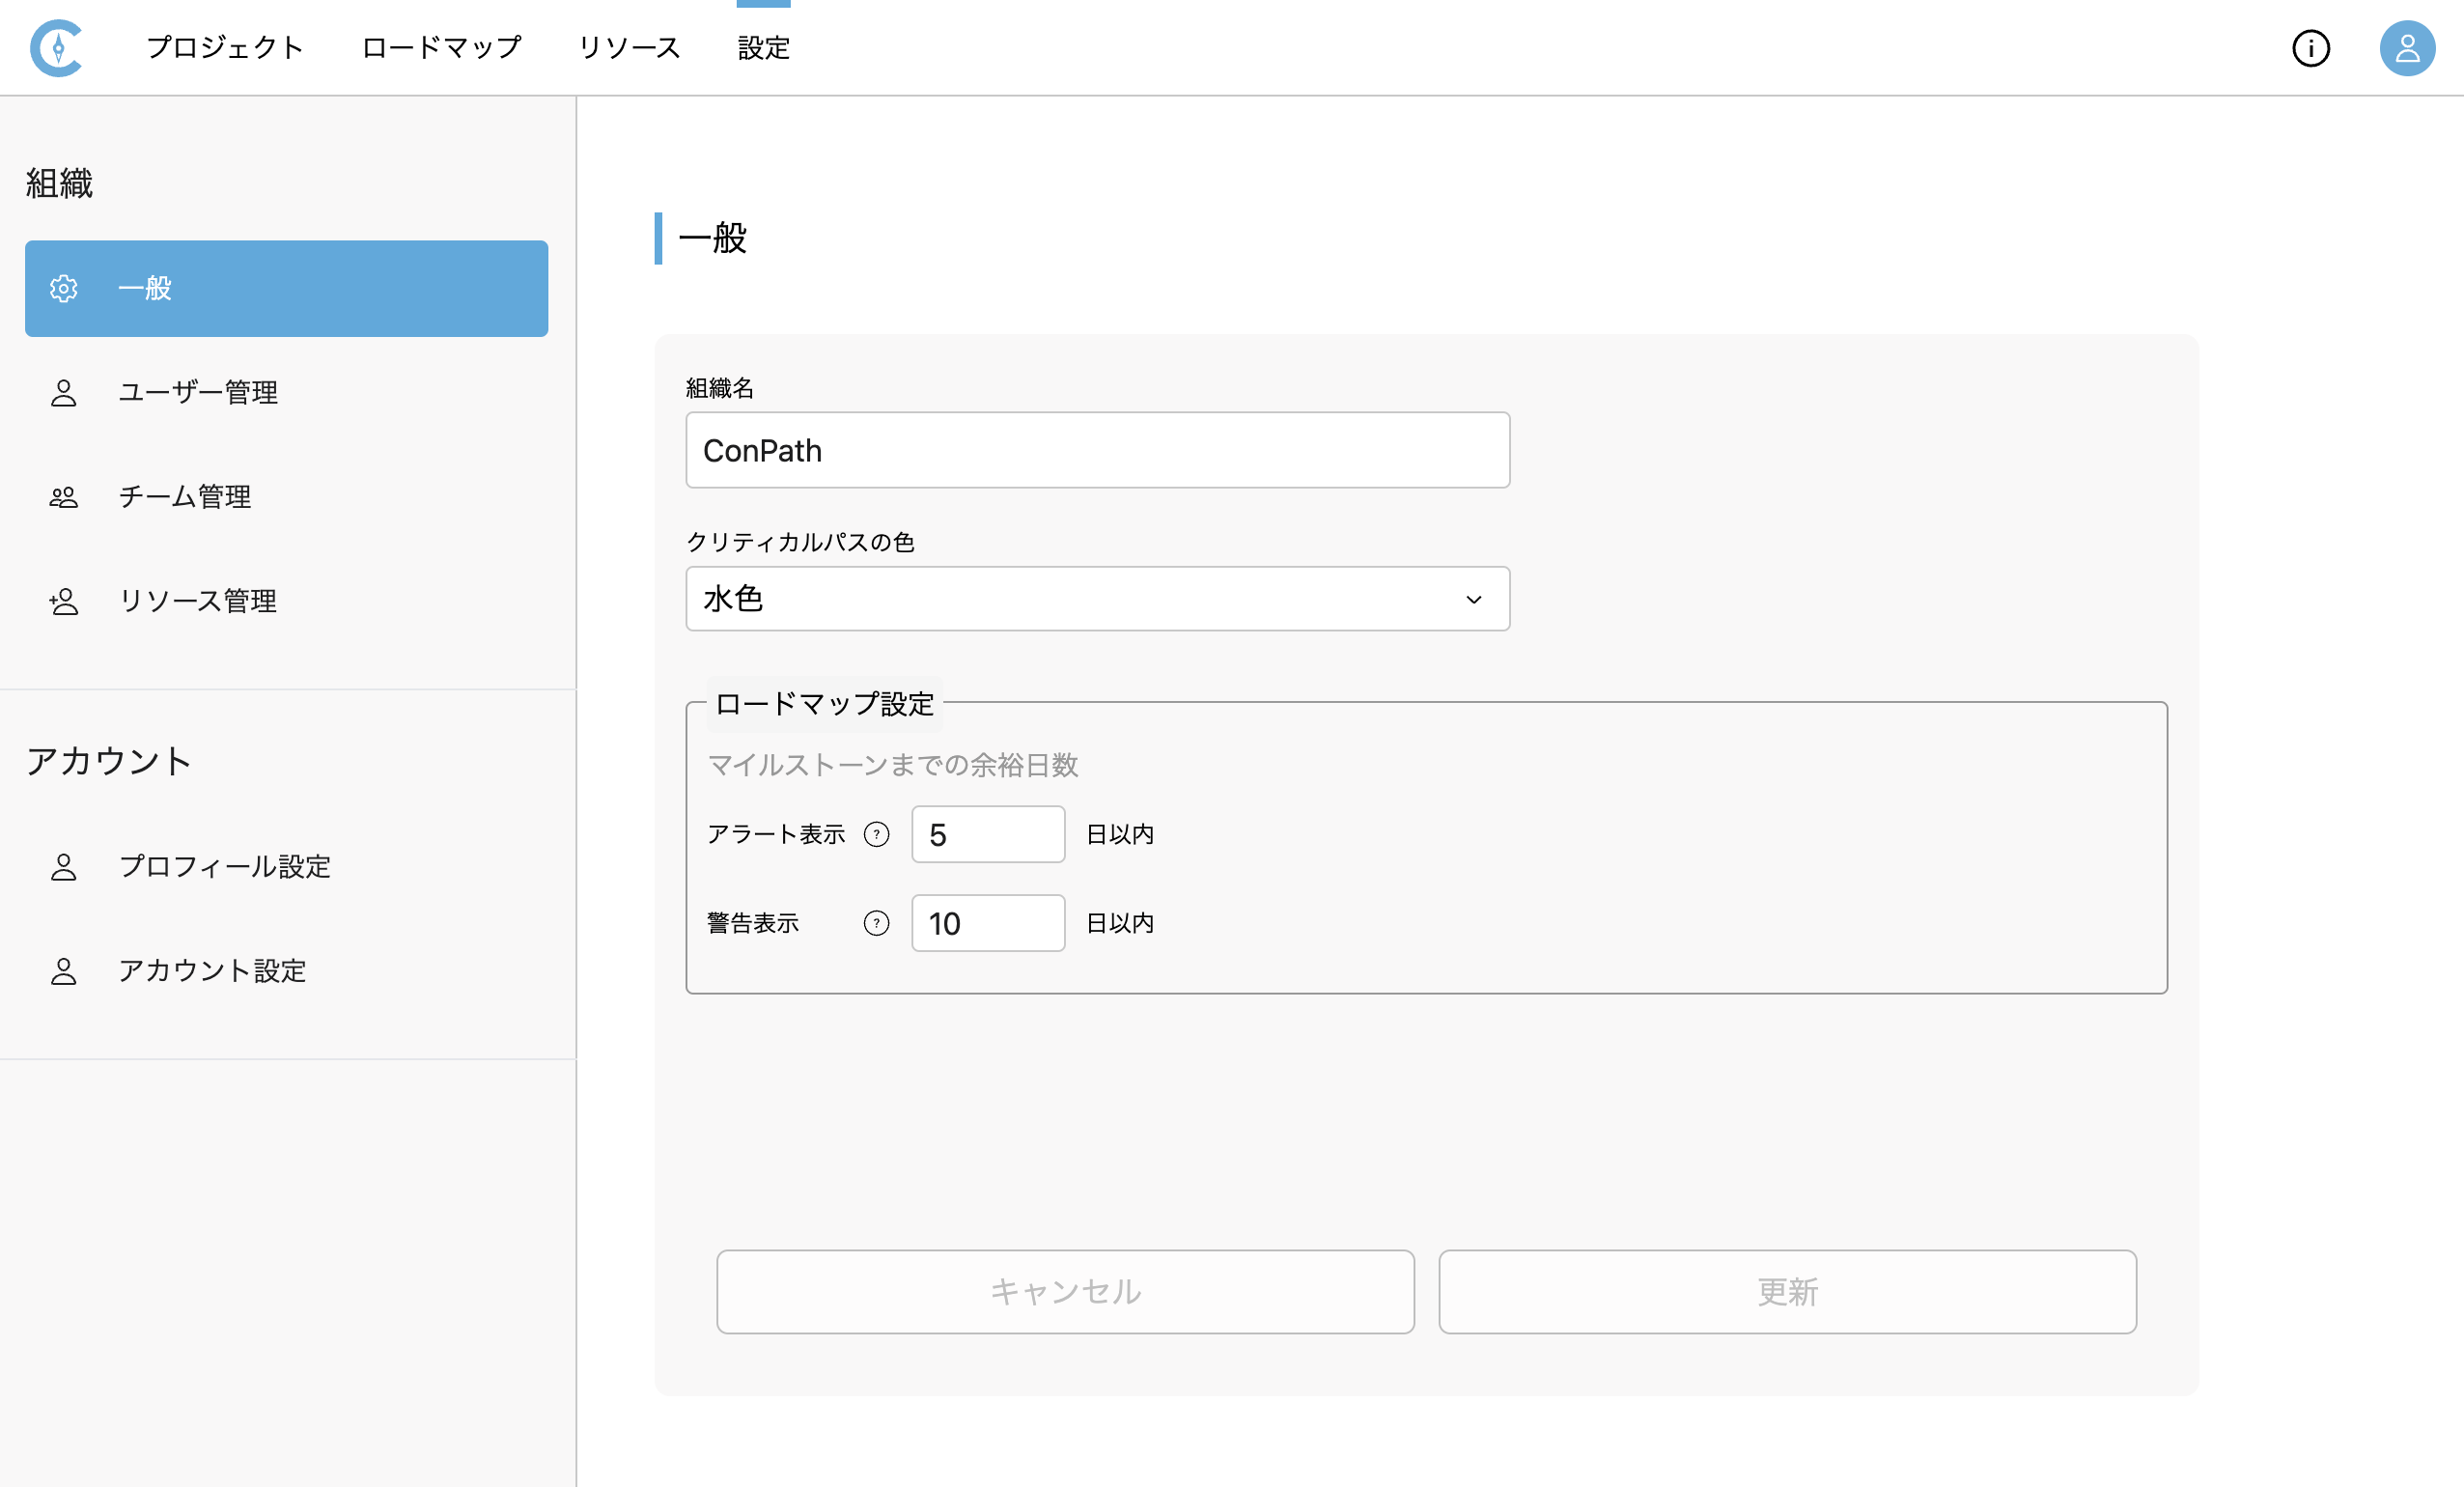 プロジェクト ロードマップ リソース 設定
組織
一般
ユーザー管理
チーム管理
リソース管理
アカウント
プロフィール設定
アカウント設定
一般
組織名
ConPath
クリティカルパスの色
水色
ロードマップ設定
マイルストーンまでの余裕日数
アラート表示 ? 5 日以内
警告表示 ? 10 日以内
キャンセル 更新